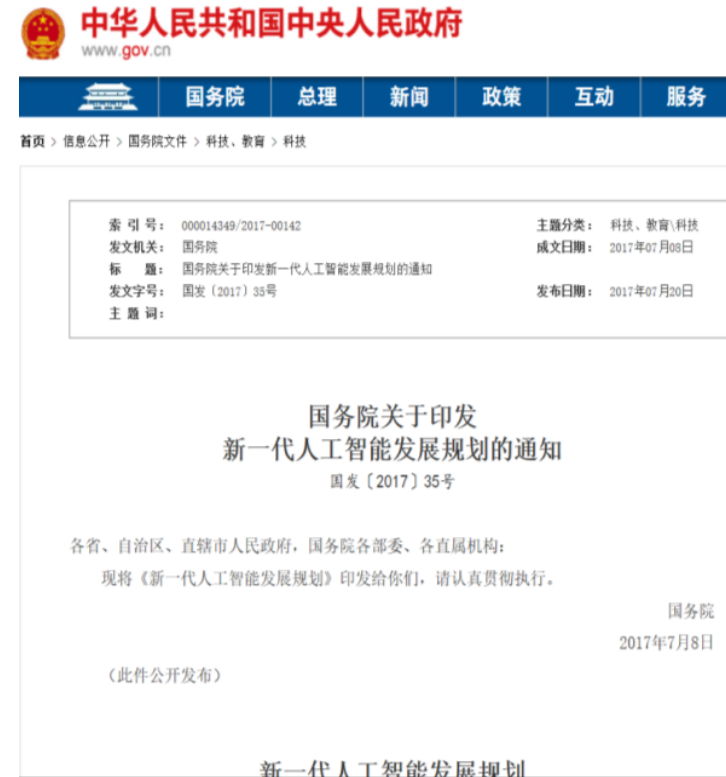 中华人民共和国中央人民政府
www.gov.cn
国务院 总理 新闻 政策 互动 服务
首页 > 信息公开 > 国务院文件 > 科技、教育 > 科技
索 引 号： 000014349/2017-00142 主题分类： 科技、教育\科技
发文机关： 国务院 成文日期： 2017年07月08日
标 题： 国务院关于印发新一代人工智能发展规划的通知
发文字号： 国发〔2017〕35号 发布日期： 2017年07月20日
主 题 词：
国务院关于印发
新一代人工智能发展规划的通知
国发〔2017〕35号
各省、自治区、直辖市人民政府，国务院各部委、各直属机构：
现将《新一代人工智能发展规划》印发给你们，请认真贯彻执行。
国务院
2017年7月8日
（此件公开发布）
新一代人工智能发展规划